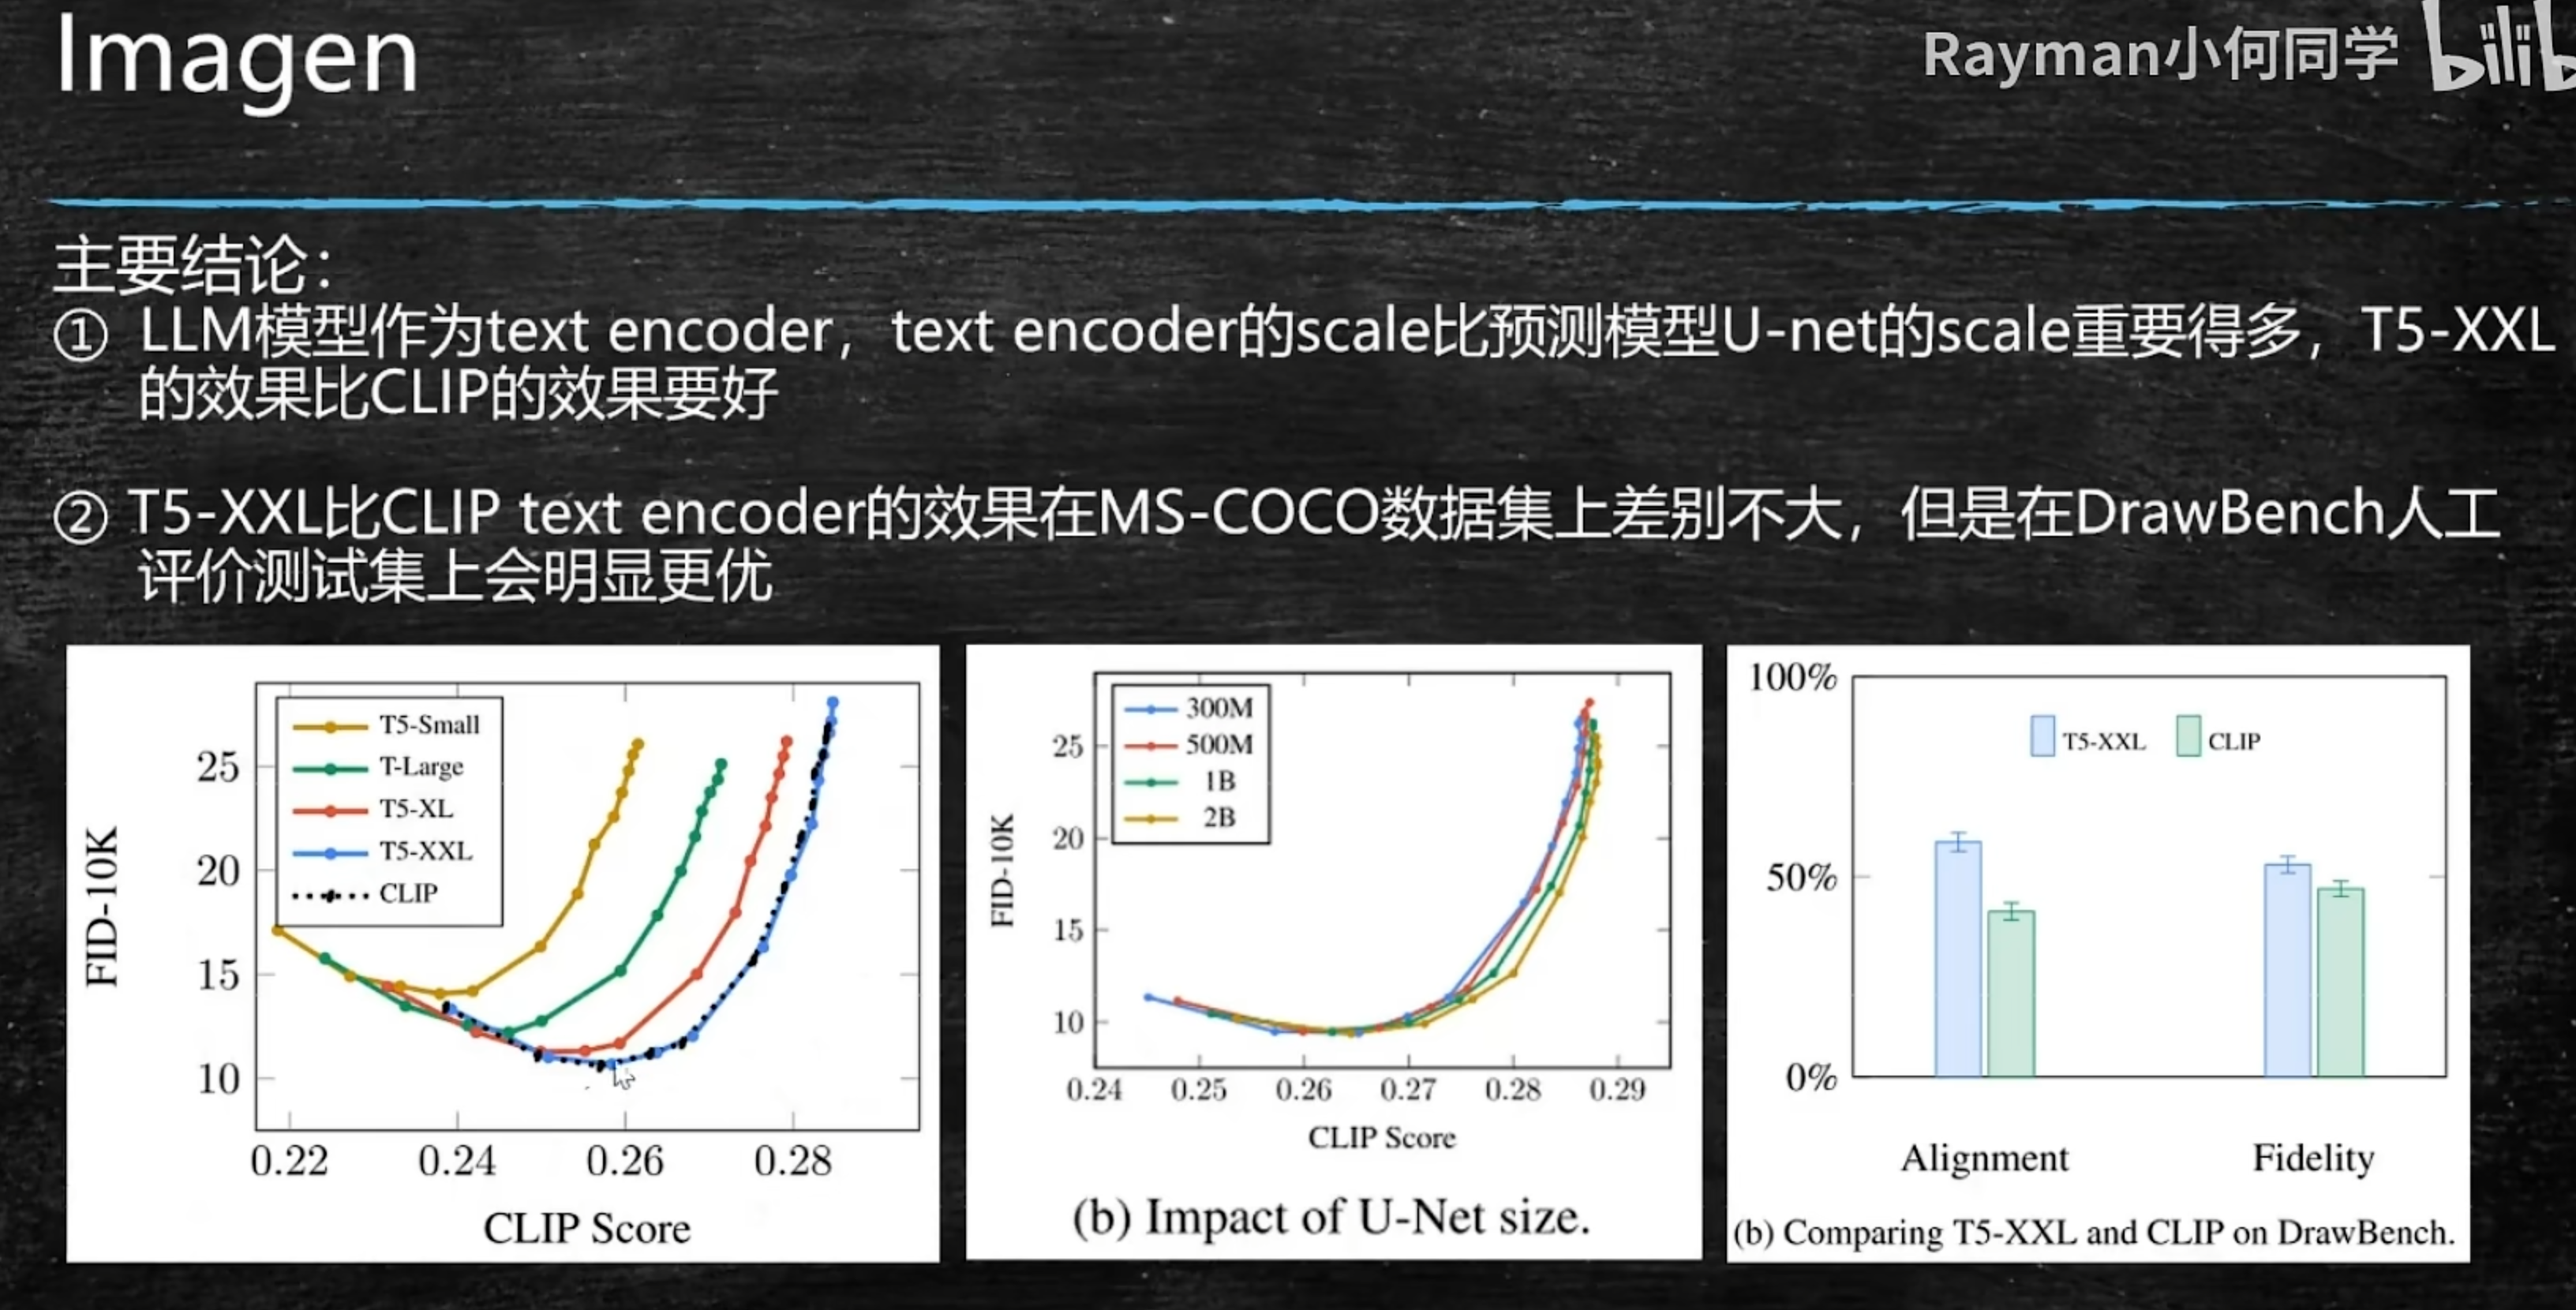 Imagen
Rayman小何同学
主要结论：
① LLM模型作为text encoder，text encoder的scale比预测模型U-net的scale重要得多，T5-XXL
的效果比CLIP的效果要好
② T5-XXL比CLIP text encoder的效果在MS-COCO数据集上差别不大，但是在DrawBench人工
评价测试集上会明显更优
T5-Small
T-Large
T5-XL
T5-XXL
CLIP
FID-10K
25
20
15
10
0.22 0.24 0.26 0.28
CLIP Score
300M
500M
1B
2B
FID-10K
25
20
15
10
0.24 0.25 0.26 0.27 0.28 0.29
CLIP Score
(b) Impact of U-Net size.
100%
50%
0%
T5-XXL CLIP
Alignment Fidelity
(b) Comparing T5-XXL and CLIP on DrawBench.